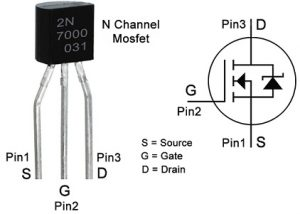 2N
7000
031
N Channel
Mosfet
Pin1
S
G
Pin2
Pin3
D
S = Source
G = Gate
D = Drain
Pin3
D
G
Pin2
Pin1
S